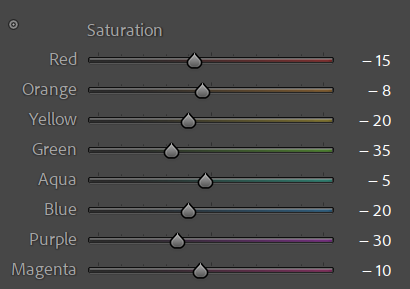 Saturation
Red – 15
Orange – 8
Yellow – 20
Green – 35
Aqua – 5
Blue – 20
Purple – 30
Magenta – 10